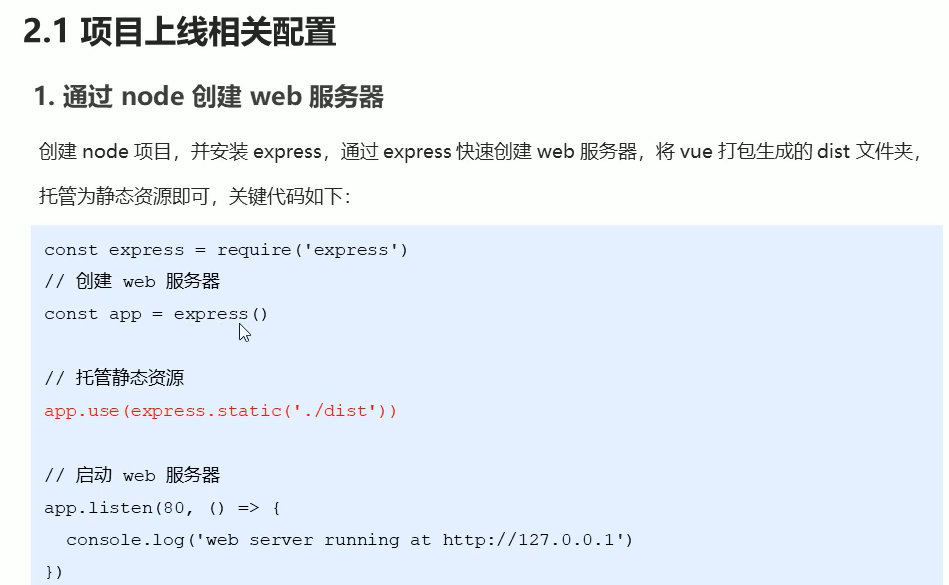 2.1 项目上线相关配置
1. 通过 node 创建 web 服务器
创建 node 项目，并安装 express，通过 express 快速创建 web 服务器，将 vue 打包生成的 dist 文件夹，
托管为静态资源即可，关键代码如下：
const express = require('express')
// 创建 web 服务器
const app = express()
// 托管静态资源
app.use(express.static('./dist'))
// 启动 web 服务器
app.listen(80, () => {
  console.log('web server running at http://127.0.0.1')
})